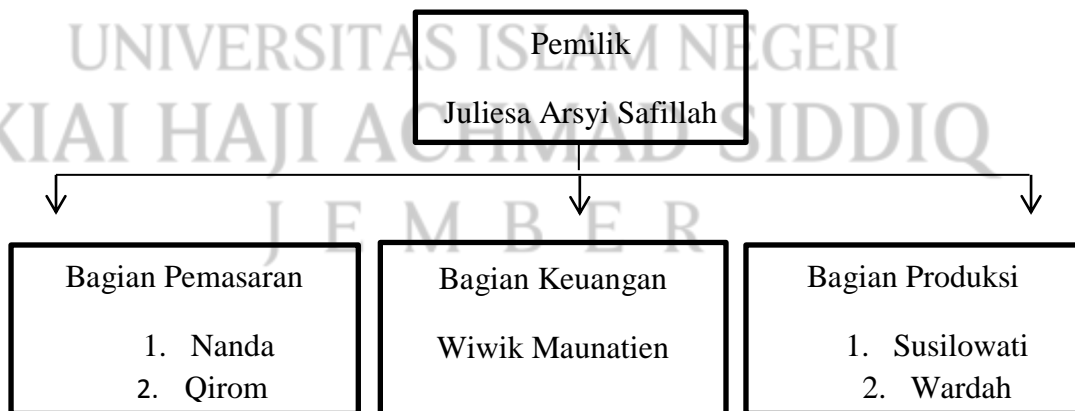 UNIVERSITAS ISLAM NEGERI
KIAI HAJI ACHMAD SIDDIQ
JEMBER
Pemilik
Juliesa Arsyi Safillah
Bagian Pemasaran
1. Nanda
2. Qirom
Bagian Keuangan
Wiwik Maunatien
Bagian Produksi
1. Susilowati
2. Wardah